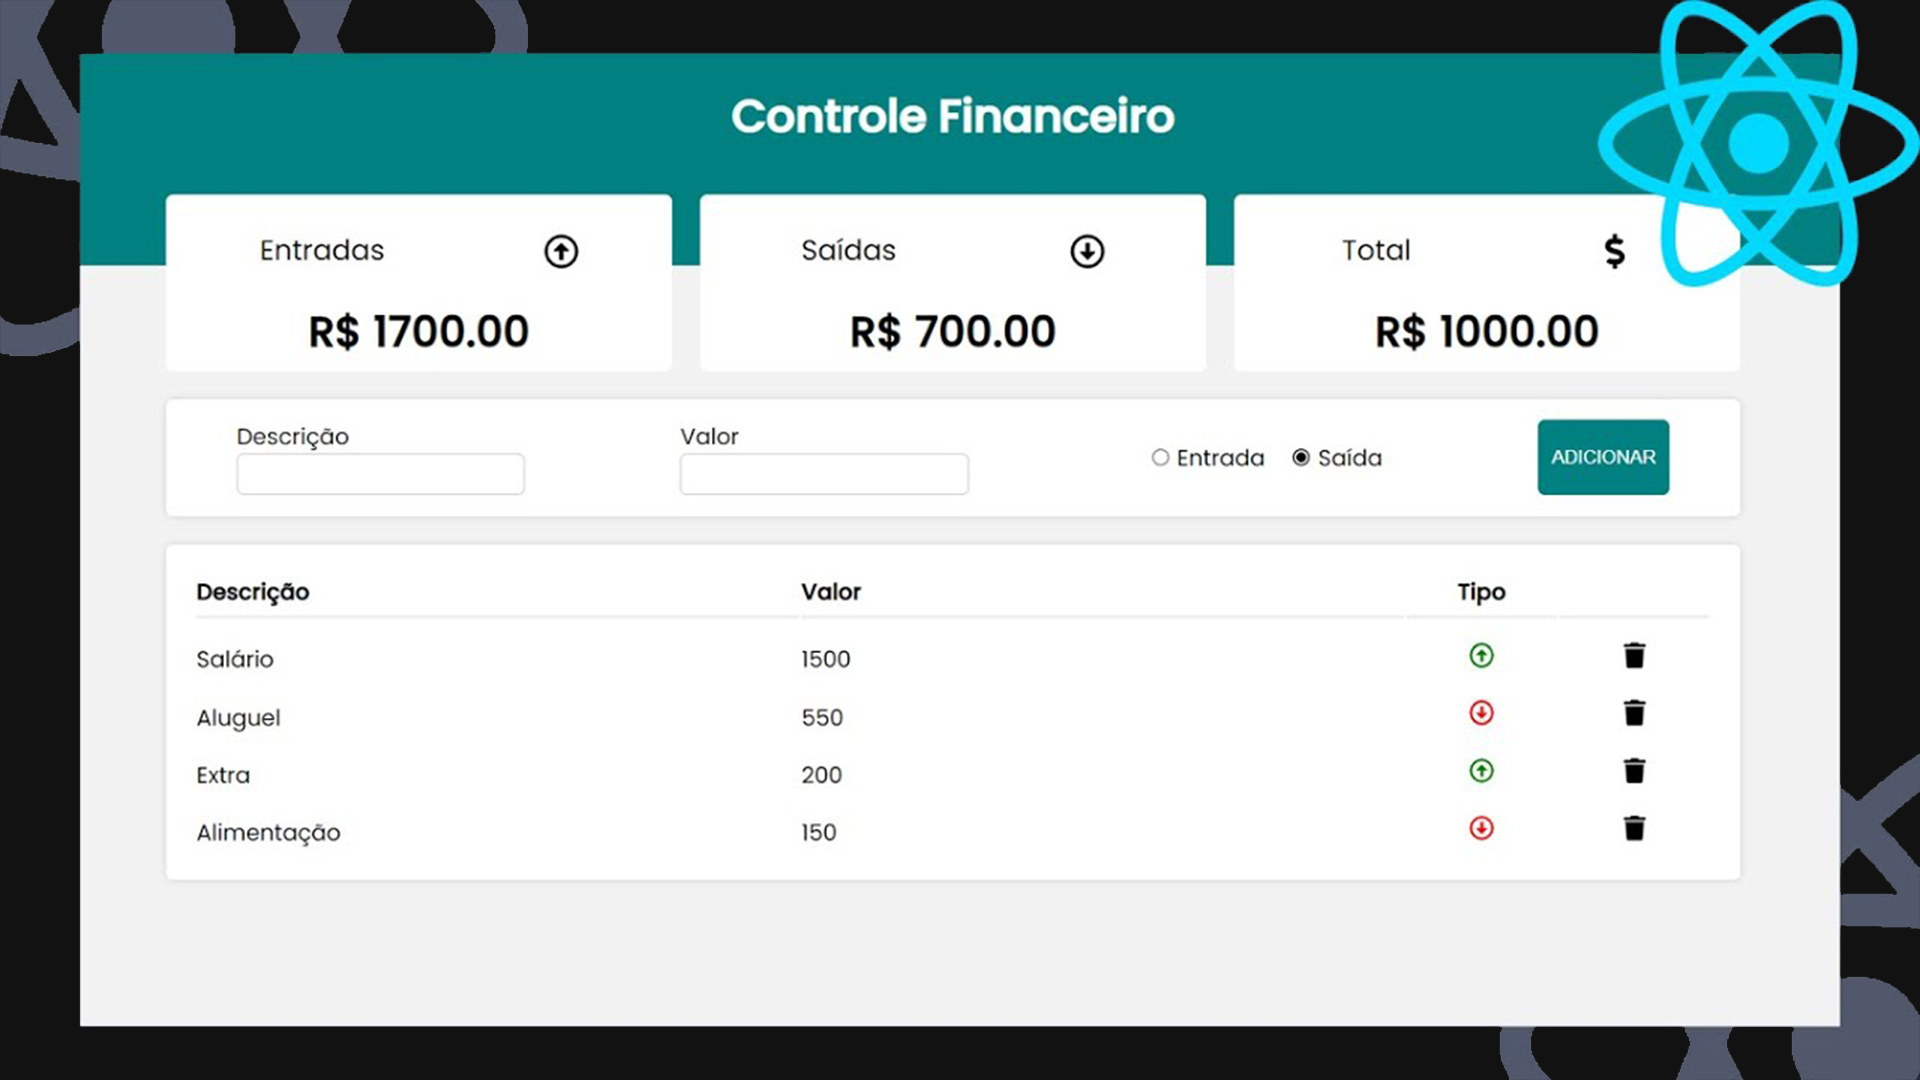 Controle Financeiro
Entradas
Saídas
Total
$
R$ 1700.00
R$ 700.00
R$ 1000.00
Descrição
Valor
Entrada
Saída
ADICIONAR
Descrição Valor Tipo
Salário 1500
Aluguel 550
Extra 200
Alimentação 150